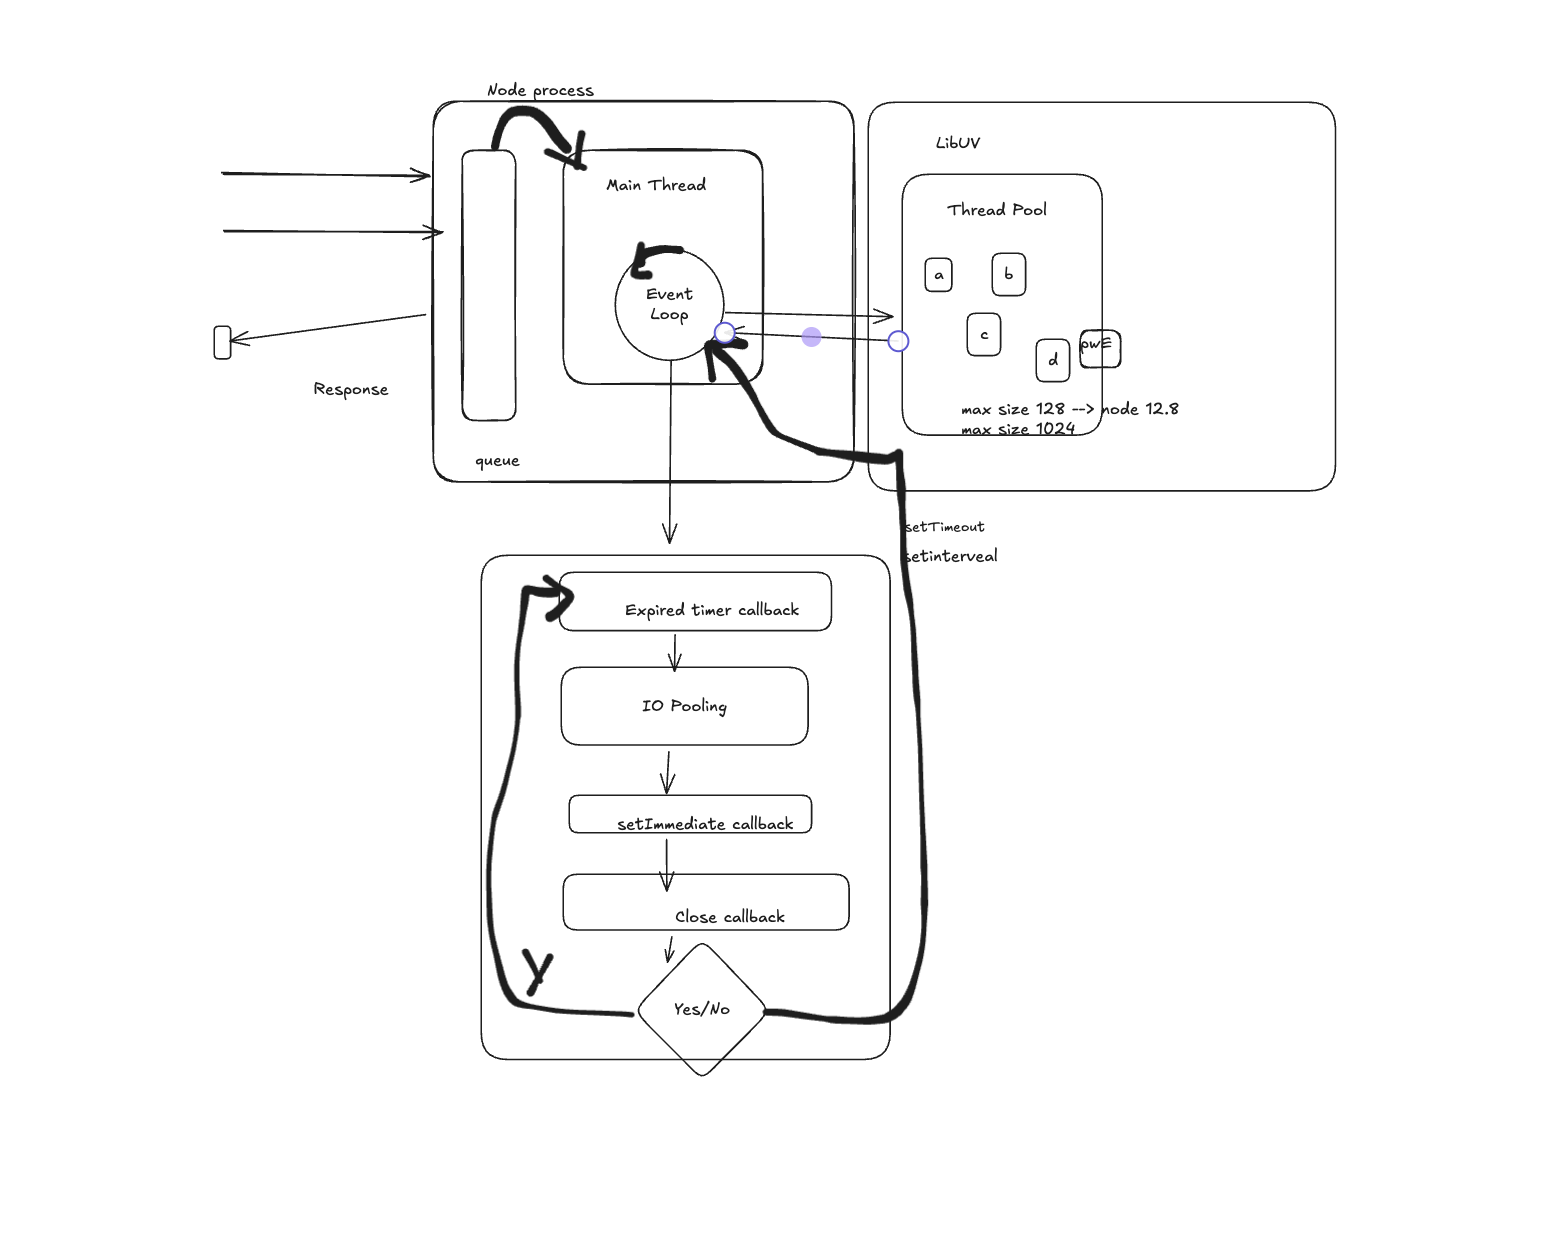 Node process
LibUV
Main Thread
Thread Pool
a
b
Event
Loop
c
d
pwE
Response
max size 128 --> node 12.8
max size 1024
queue
setTimeout
setinterveal
Expired timer callback
IO Pooling
setImmediate callback
Close callback
Y
Yes/No